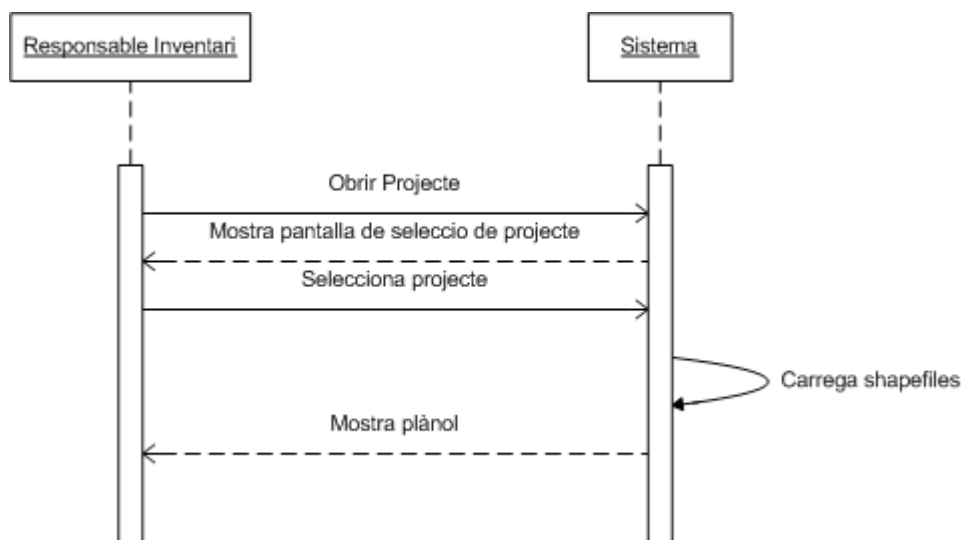 Responsable Inventari
Sistema
Obrir Projecte
Mostra pantalla de seleccio de projecte
Selecciona projecte
Carrega shapefiles
Mostra plànol